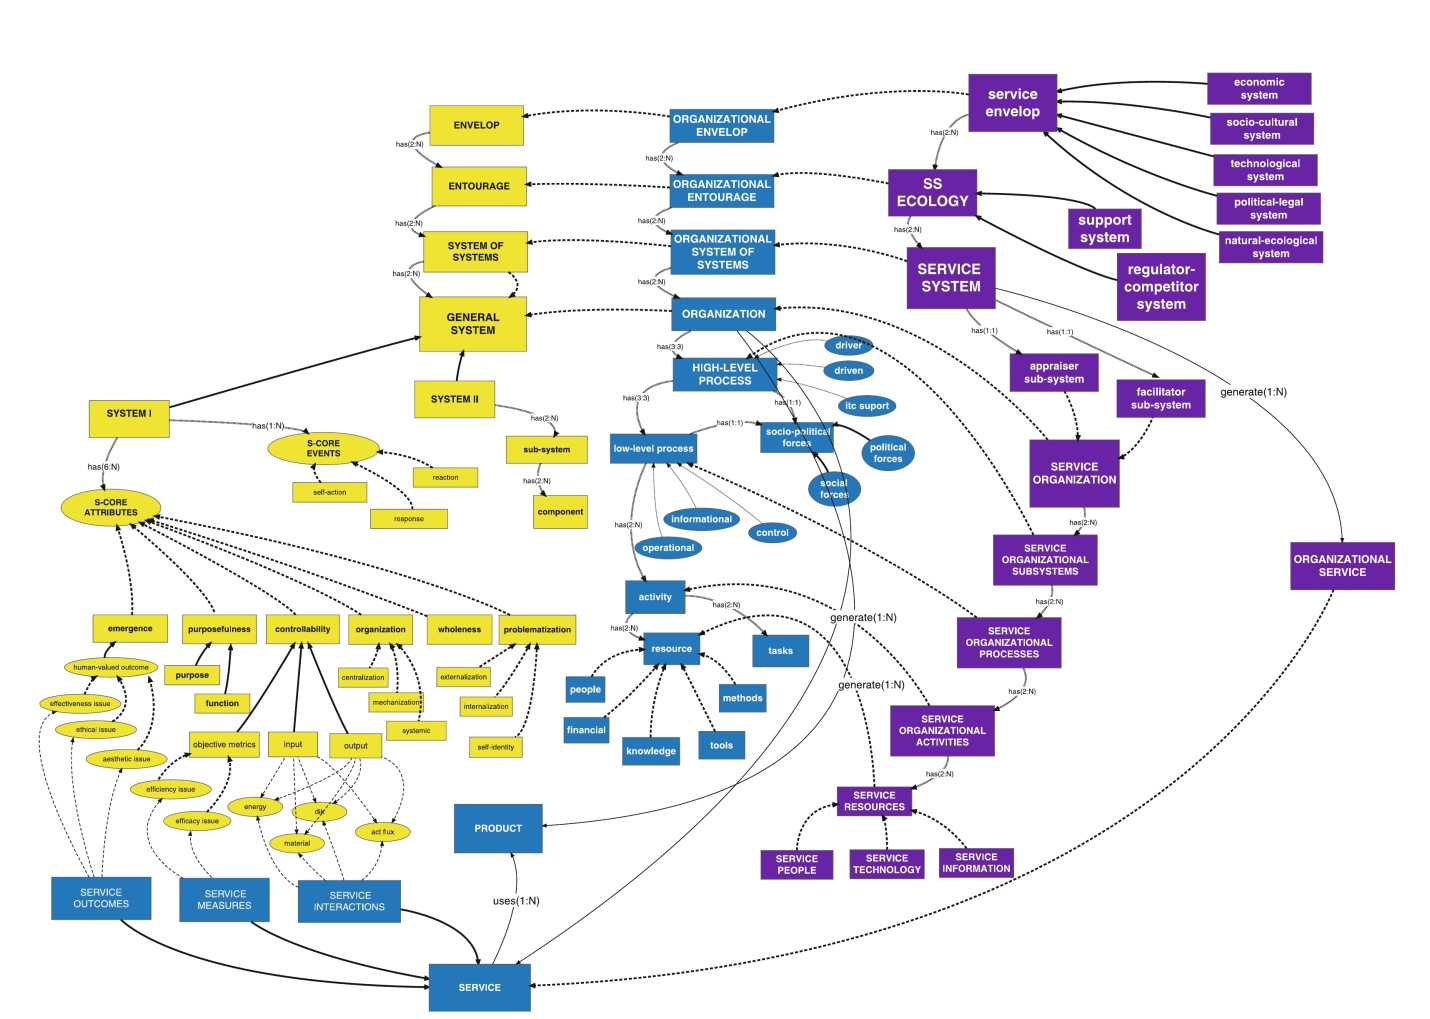 ENVELOP
has(2:N)
ENTOURAGE
has(2:N)
SYSTEM OF
SYSTEMS
has(2:N)
GENERAL
SYSTEM
SYSTEM I
has(1:N)
S-CORE
EVENTS
has(6:N)
S-CORE
ATTRIBUTES
self-action
response
reaction
SYSTEM II
has(2:N)
sub-system
has(2:N)
component
emergence
purposefulness
controllability
organization
wholeness
problematization
human-valued outcome
effectiveness issue
ethical issue
aesthetic issue
purpose
function
objective metrics
input
output
efficiency issue
efficacy issue
energy
material
act flux
centralization
mechanization
systemic
externalization
internalization
self-identity
SERVICE
OUTCOMES
SERVICE
MEASURES
SERVICE
INTERACTIONS
PRODUCT
uses(1:N)
SERVICE
ORGANIZATIONAL
ENVELOP
has(2:N)
ORGANIZATIONAL
ENTOURAGE
has(2:N)
ORGANIZATIONAL
SYSTEM OF
SYSTEMS
has(2:N)
ORGANIZATION
has(3:3)
HIGH-LEVEL
PROCESS
driver
driven
itc suport
has(3:3)
has(1:1)
low-level process
has(1:1)
socio-political
forces
political
forces
social
forces
informational
operational
control
has(2:N)
activity
has(2:N)
tasks
has(2:N)
resource
people
financial
knowledge
tools
methods
generate(1:N)
generate(1:N)
service
envelop
economic
system
socio-cultural
system
technological
system
political-legal
system
natural-ecological
system
has(2:N)
SS
ECOLOGY
support
system
regulator-
competitor
system
has(2:N)
SERVICE
SYSTEM
has(1:1)
has(1:1)
appraiser
sub-system
facilitator
sub-system
generate(1:N)
SERVICE
ORGANIZATION
has(2:N)
SERVICE
ORGANIZATIONAL
SUBSYSTEMS
has(2:N)
ORGANIZATIONAL
SERVICE
SERVICE
ORGANIZATIONAL
PROCESSES
has(2:N)
SERVICE
ORGANIZATIONAL
ACTIVITIES
has(2:N)
SERVICE
RESOURCES
SERVICE
PEOPLE
SERVICE
TECHNOLOGY
SERVICE
INFORMATION